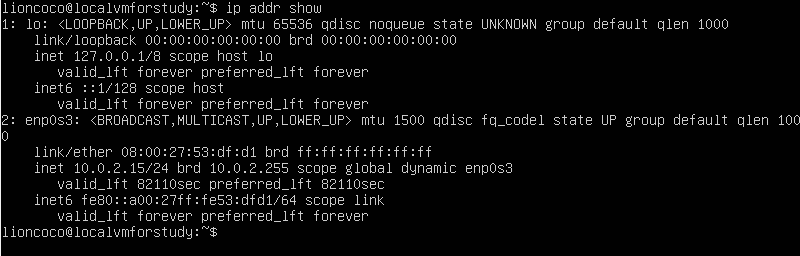 lioncoco@localvmforstudy:~$ ip addr show
1: lo: <LOOPBACK,UP,LOWER_UP> mtu 65536 qdisc noqueue state UNKNOWN group default qlen 1000
    link/loopback 00:00:00:00:00:00 brd 00:00:00:00:00:00
    inet 127.0.0.1/8 scope host lo
       valid_lft forever preferred_lft forever
    inet6 ::1/128 scope host
       valid_lft forever preferred_lft forever
2: enp0s3: <BROADCAST,MULTICAST,UP,LOWER_UP> mtu 1500 qdisc fq_codel state UP group default qlen 100
0
    link/ether 08:00:27:53:df:d1 brd ff:ff:ff:ff:ff:ff
    inet 10.0.2.15/24 brd 10.0.2.255 scope global dynamic enp0s3
       valid_lft 82110sec preferred_lft 82110sec
    inet6 fe80::a00:27ff:fe53:dfd1/64 scope link
       valid_lft forever preferred_lft forever
lioncoco@localvmforstudy:~$